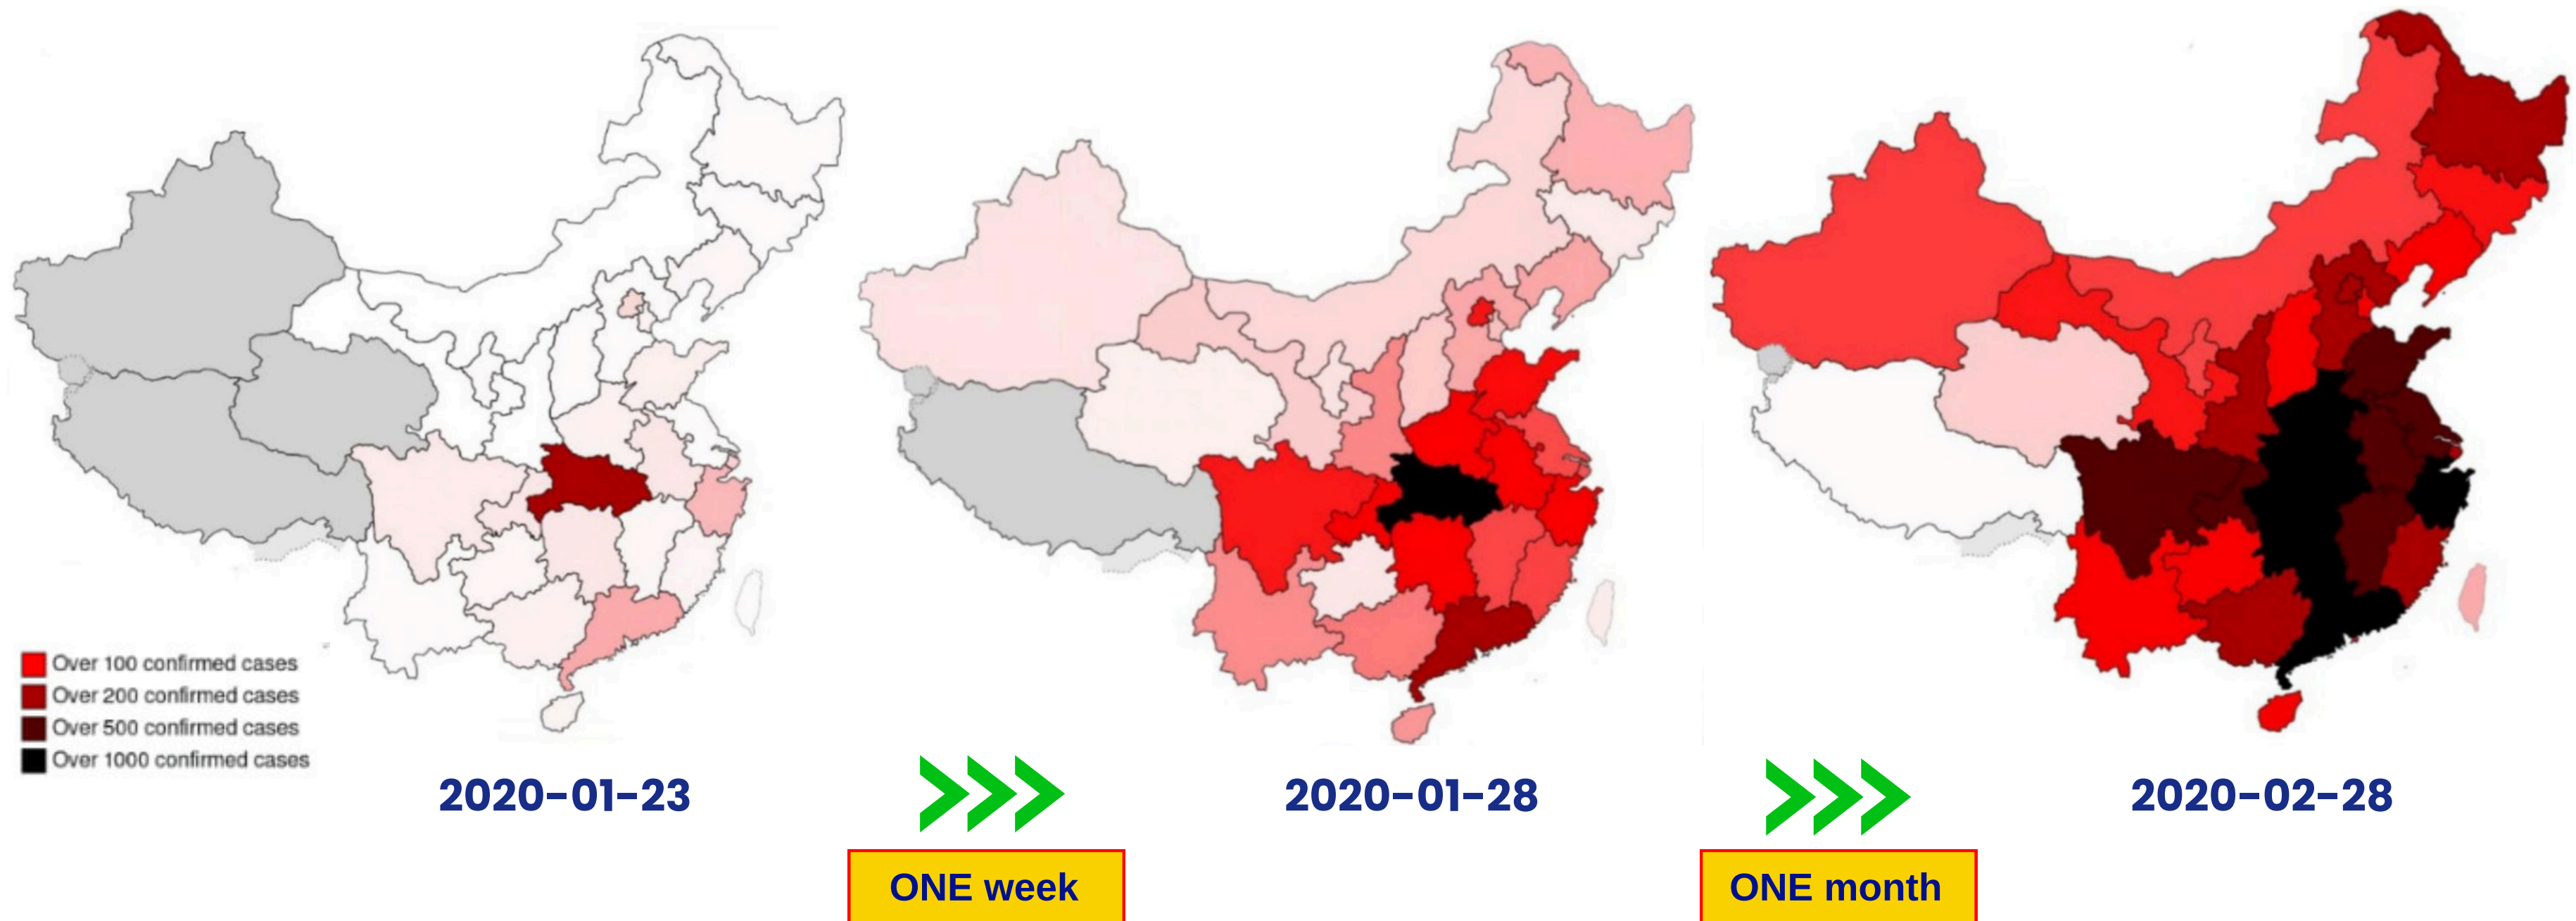 Over 100 confirmed cases
Over 200 confirmed cases
Over 500 confirmed cases
Over 1000 confirmed cases
2020-01-23
2020-01-28
2020-02-28
ONE week
ONE month